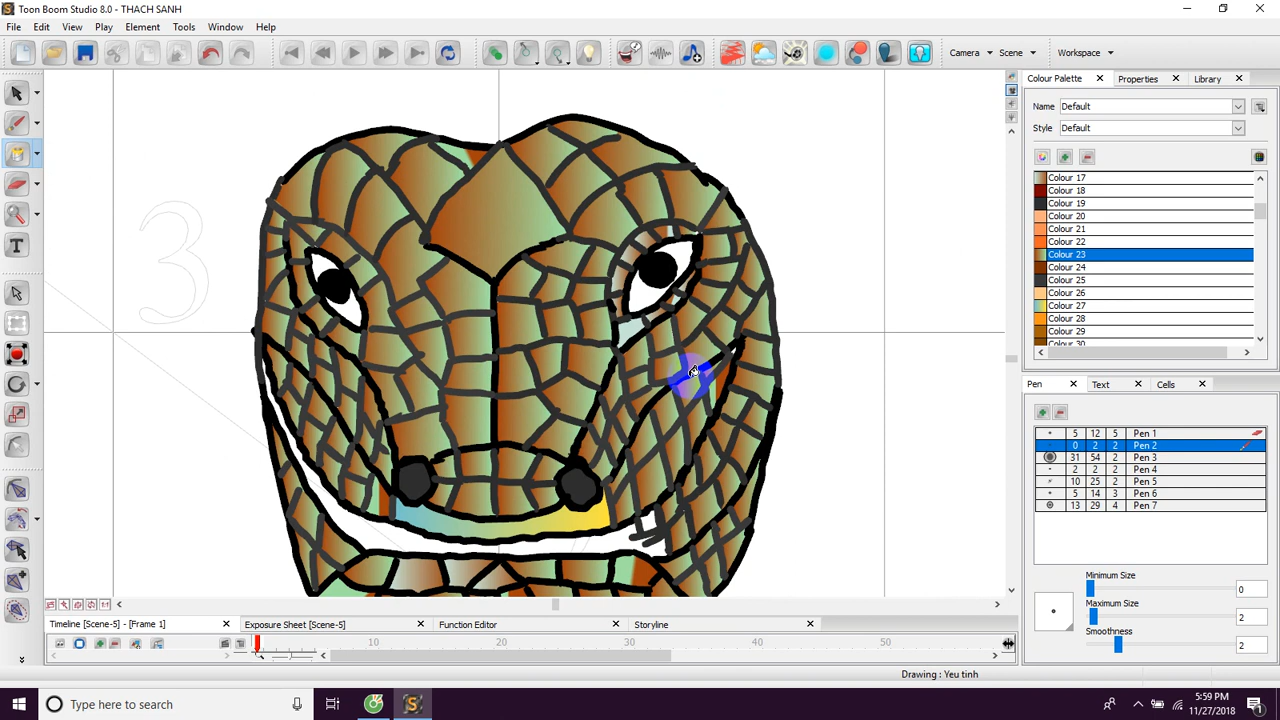 Toon Boom Studio 8.0 - THACH SANH
File Edit View Play Element Tools Window Help
Camera Scene Workspace
T
3
Colour Palette Properties Library
Name Default
Style Default
Colour 17
Colour 18
Colour 19
Colour 20
Colour 21
Colour 22
Colour 23
Colour 24
Colour 25
Colour 26
Colour 27
Colour 28
Colour 29
Colour 30
Pen Text Cells
5 12 5 Pen 1
0 2 2 Pen 2
31 54 2 Pen 3
2 2 2 Pen 4
10 25 2 Pen 5
5 14 3 Pen 6
13 29 4 Pen 7
Minimum Size
0
Maximum Size
2
Smoothness
2
Timeline [Scene-5] - [Frame 1] Exposure Sheet [Scene-5] Function Editor Storyline
10 20 30 40 50
Drawing : Yeu tinh
Type here to search
5:59 PM
11/27/2018